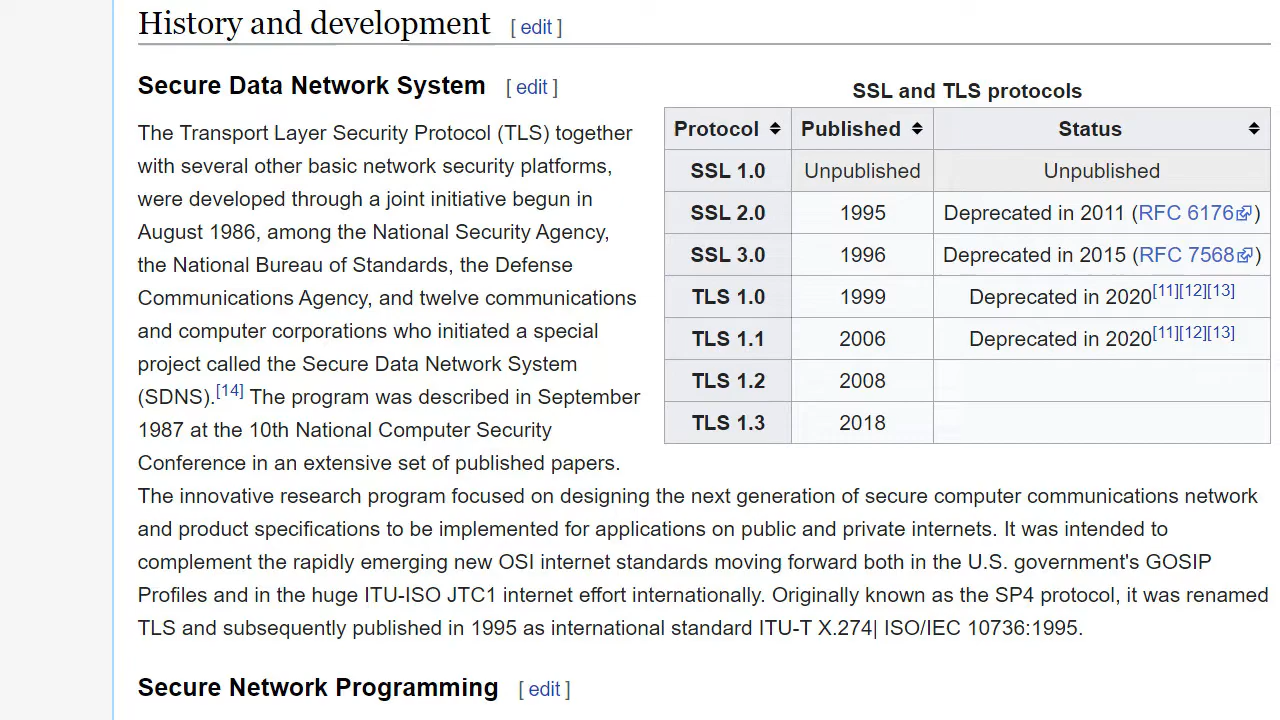 History and development [ edit ]
Secure Data Network System [ edit ]
The Transport Layer Security Protocol (TLS) together
with several other basic network security platforms,
were developed through a joint initiative begun in
August 1986, among the National Security Agency,
the National Bureau of Standards, the Defense
Communications Agency, and twelve communications
and computer corporations who initiated a special
project called the Secure Data Network System
(SDNS).[14] The program was described in September
1987 at the 10th National Computer Security
Conference in an extensive set of published papers.
SSL and TLS protocols
Protocol Published Status
SSL 1.0 Unpublished Unpublished
SSL 2.0 1995 Deprecated in 2011 (RFC 6176)
SSL 3.0 1996 Deprecated in 2015 (RFC 7568)
TLS 1.0 1999 Deprecated in 2020[11][12][13]
TLS 1.1 2006 Deprecated in 2020[11][12][13]
TLS 1.2 2008
TLS 1.3 2018
The innovative research program focused on designing the next generation of secure computer communications network
and product specifications to be implemented for applications on public and private internets. It was intended to
complement the rapidly emerging new OSI internet standards moving forward both in the U.S. government's GOSIP
Profiles and in the huge ITU-ISO JTC1 internet effort internationally. Originally known as the SP4 protocol, it was renamed
TLS and subsequently published in 1995 as international standard ITU-T X.274| ISO/IEC 10736:1995.
Secure Network Programming [ edit ]